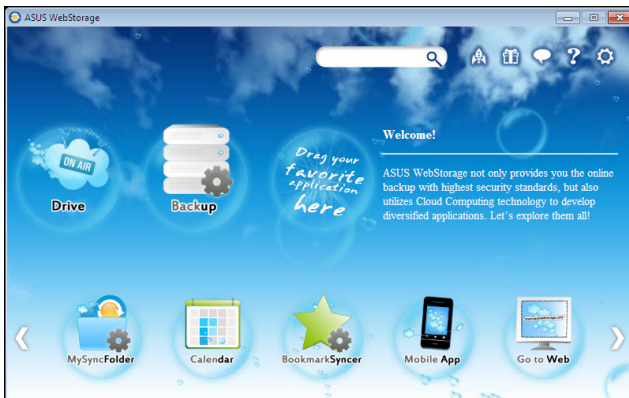 ASUS WebStorage
Welcome!
ON AIR
Drive
Backup
Drag your
favorite
application
here
ASUS WebStorage not only provides you the online
backup with highest security standards, but also
utilizes Cloud Computing technology to develop
diversified applications. Let's explore them all!
MySyncFolder
Calendar
BookmarkSyncer
Mobile App
Go to Web